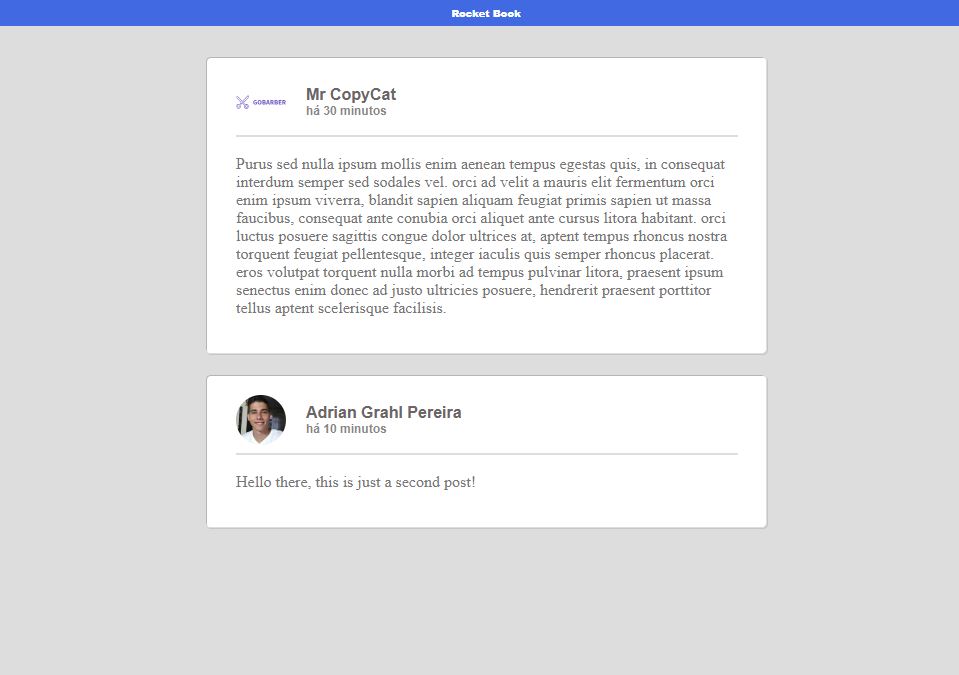 Rocket Book
GOBARBER
Mr CopyCat
há 30 minutos
Purus sed nulla ipsum mollis enim aenean tempus egestas quis, in consequat
interdum semper sed sodales vel. orci ad velit a mauris elit fermentum orci
enim ipsum viverra, blandit sapien aliquam feugiat primis sapien ut massa
faucibus, consequat ante conubia orci aliquet ante cursus litora habitant. orci
luctus posuere sagittis congue dolor ultrices at, aptent tempus rhoncus nostra
torquent feugiat pellentesque, integer iaculis quis semper rhoncus placerat.
eros volutpat torquent nulla morbi ad tempus pulvinar litora, praesent ipsum
senectus enim donec ad justo ultricies posuere, hendrerit praesent porttitor
tellus aptent scelerisque facilisis.
Adrian Grahl Pereira
há 10 minutos
Hello there, this is just a second post!